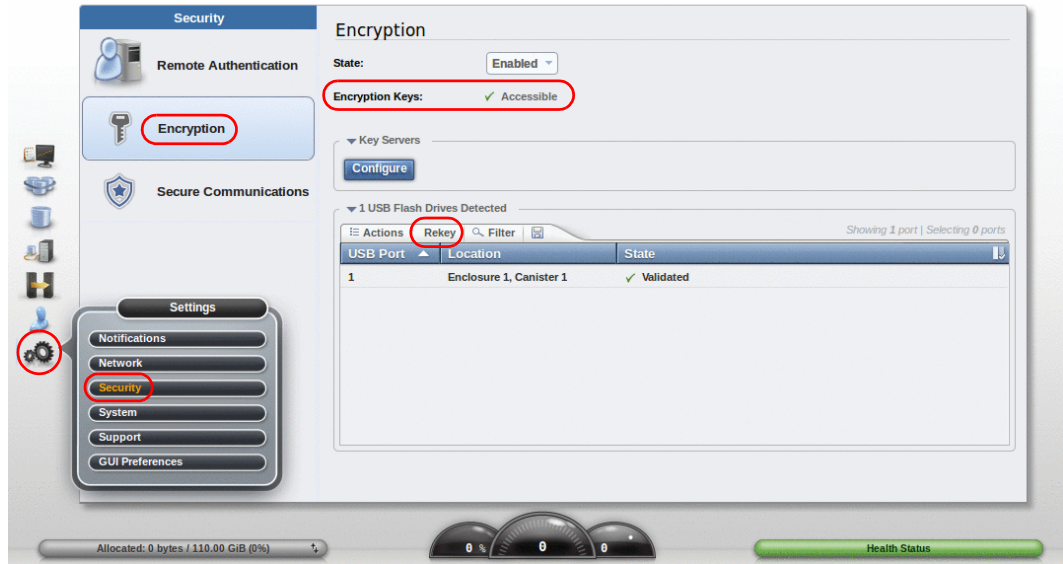 Security
Remote Authentication
Encryption
Secure Communications
Encryption
State: Enabled
Encryption Keys: Accessible
Key Servers
Configure
1 USB Flash Drives Detected
Actions Rekey Filter
Showing 1 port | Selecting 0 ports
USB Port Location State
1 Enclosure 1, Canister 1 Validated
Settings
Notifications
Network
Security
System
Support
GUI Preferences
Allocated: 0 bytes / 110.00 GiB (0%)
0 % 0 0
Health Status